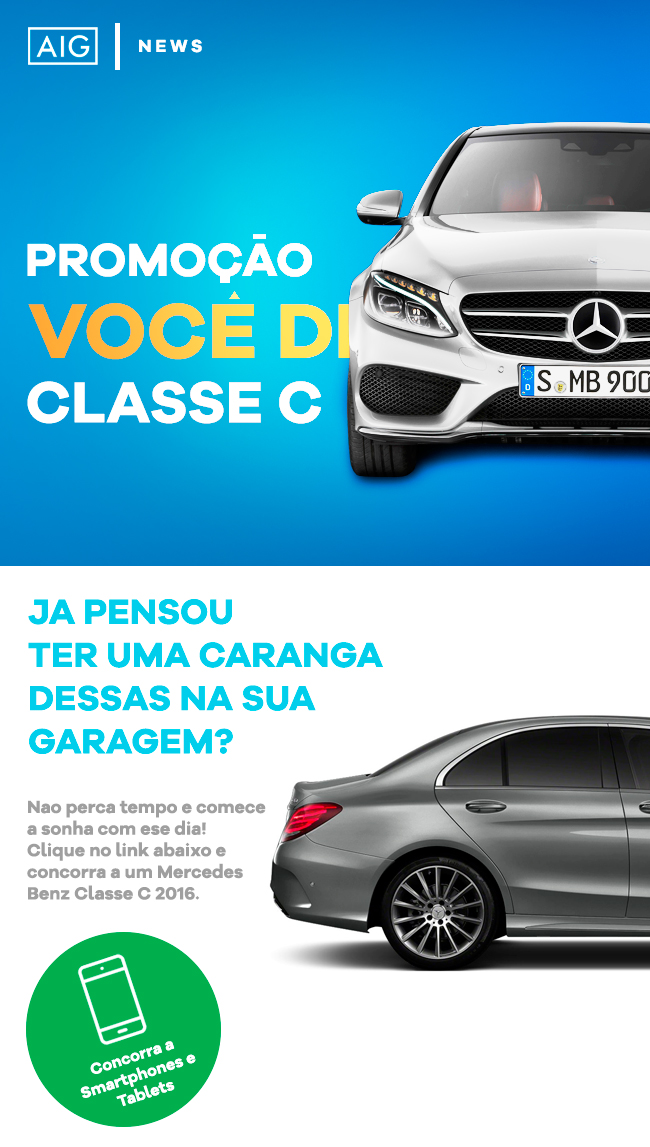 AIG
NEWS
PROMOÇÃO
VOCÊ DE
CLASSE C
S MB 900
JA PENSOU
TER UMA CARANGA
DESSAS NA SUA
GARAGEM?
Nao perca tempo e comece
a sonha com ese dia!
Clique no link abaixo e
concorra a um Mercedes
Benz Classe C 2016.
Concorra a
Smartphones e
Tablets